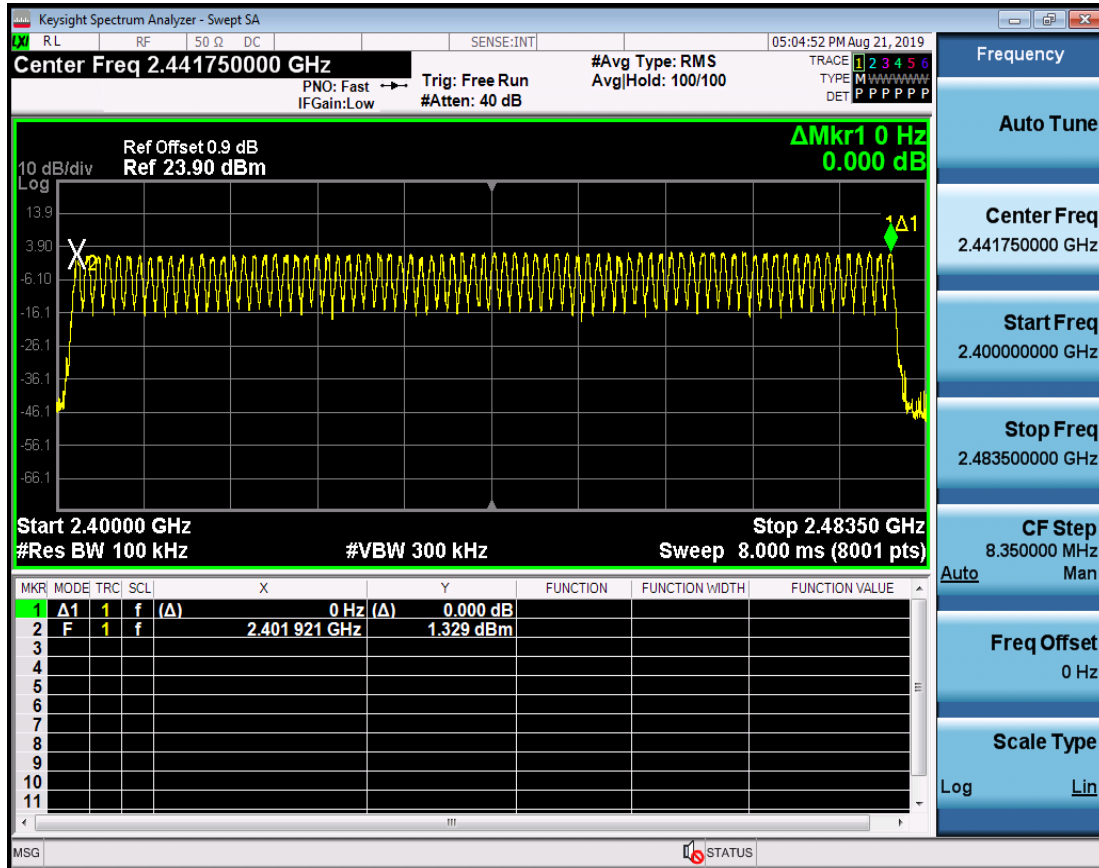 Keysight Spectrum Analyzer - Swept SA
LXI RL RF 50 Ω DC SENSE:INT 05:04:52 PM Aug 21, 2019
Center Freq 2.441750000 GHz
PNO: Fast
IFGain:Low
Trig: Free Run
#Atten: 40 dB
#Avg Type: RMS
Avg|Hold: 100/100
TRACE 1 2 3 4 5 6
TYPE M W W W W W
DET P P P P P P
ΔMkr1 0 Hz
0.000 dB
Ref Offset 0.9 dB
10 dB/div Ref 23.90 dBm
Log
1Δ1
X2
13.9
3.90
-6.10
-16.1
-26.1
-36.1
-46.1
-56.1
-66.1
Start 2.40000 GHz Stop 2.48350 GHz
#Res BW 100 kHz #VBW 300 kHz Sweep 8.000 ms (8001 pts)
MKR MODE TRC SCL X Y FUNCTION FUNCTION WIDTH FUNCTION VALUE
1 Δ1 1 f (Δ) 0 Hz (Δ) 0.000 dB
2 F 1 f 2.401 921 GHz 1.329 dBm
3
4
5
6
7
8
9
10
11
MSG STATUS
Frequency
Auto Tune
Center Freq
2.441750000 GHz
Start Freq
2.400000000 GHz
Stop Freq
2.483500000 GHz
CF Step
8.350000 MHz
Auto Man
Freq Offset
0 Hz
Scale Type
Log Lin